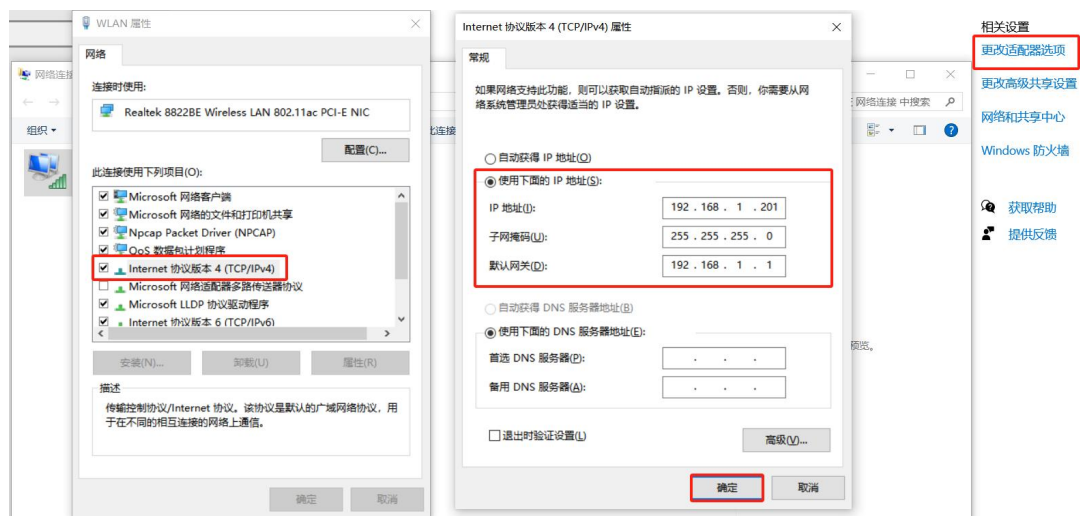 WLAN 属性
网络
连接时使用:
Realtek 8822BE Wireless LAN 802.11ac PCI-E NIC
配置(C)...
此连接使用下列项目(O):
Microsoft 网络客户端
Microsoft 网络的文件和打印机共享
Npcap Packet Driver (NPCAP)
QoS 数据包计划程序
Internet 协议版本 4 (TCP/IPv4)
Microsoft 网络适配器多路传送器协议
Microsoft LLDP 协议驱动程序
Internet 协议版本 6 (TCP/IPv6)
安装(N)...
卸载(U)
属性(R)
描述
传输控制协议/Internet 协议。该协议是默认的广域网络协议，用
于在不同的相互连接的网络上通信。
确定
取消
网络连接
组织
Internet 协议版本 4 (TCP/IPv4) 属性
常规
如果网络支持此功能，则可以获取自动指派的 IP 设置。否则，你需要从网
络系统管理员处获得适当的 IP 设置。
自动获得 IP 地址(O)
使用下面的 IP 地址(S):
IP 地址(I):
192 . 168 . 1 . 201
子网掩码(U):
255 . 255 . 255 . 0
默认网关(D):
192 . 168 . 1 . 1
自动获得 DNS 服务器地址(B)
使用下面的 DNS 服务器地址(E):
首选 DNS 服务器(P):
备用 DNS 服务器(A):
退出时验证设置(L)
高级(V)...
确定
取消
网络连接 中搜索
预览。
相关设置
更改适配器选项
更改高级共享设置
网络和共享中心
Windows 防火墙
获取帮助
提供反馈